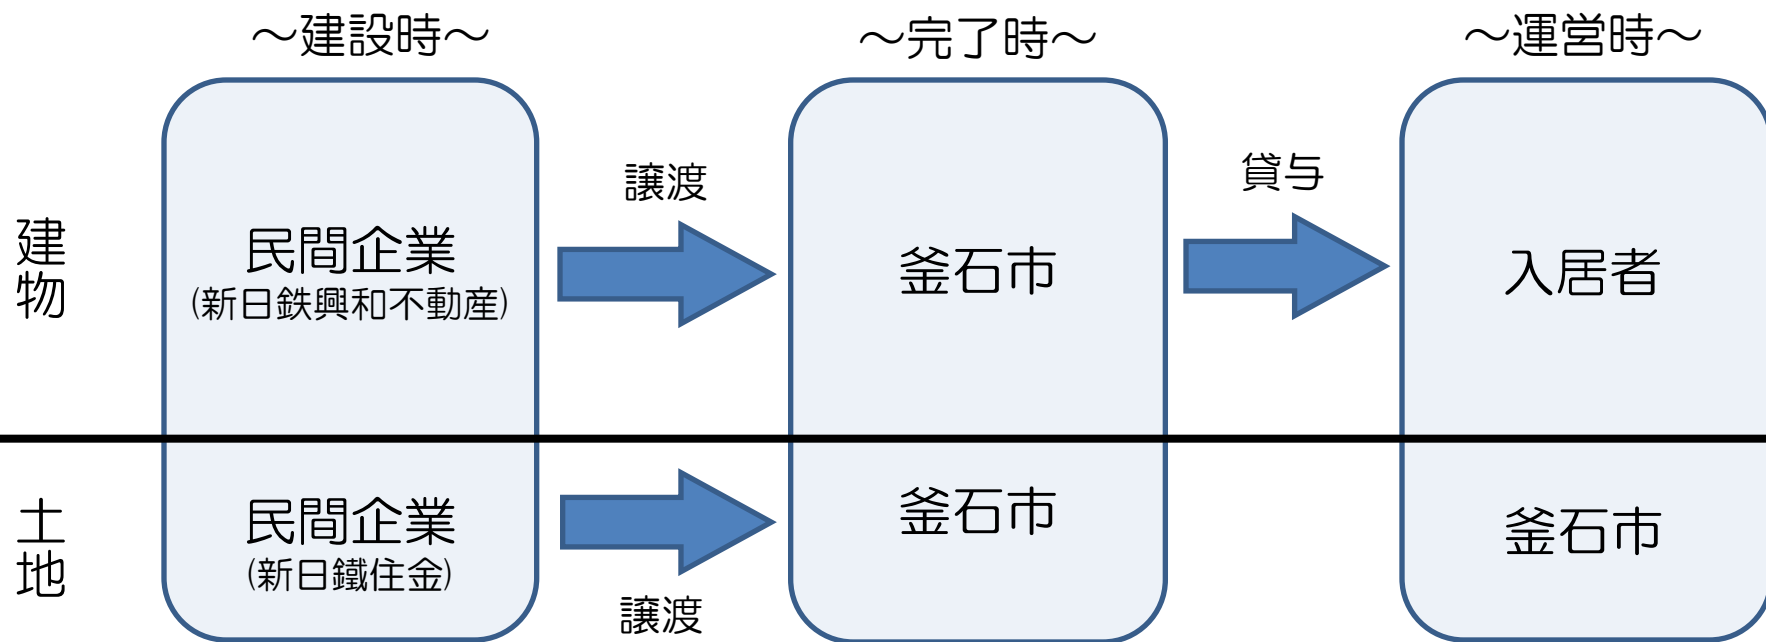 ～建設時～
～完了時～
～運営時～
建物
民間企業
(新日鉄興和不動産)
譲渡
釜石市
貸与
入居者
土地
民間企業
(新日鐵住金)
譲渡
釜石市
釜石市